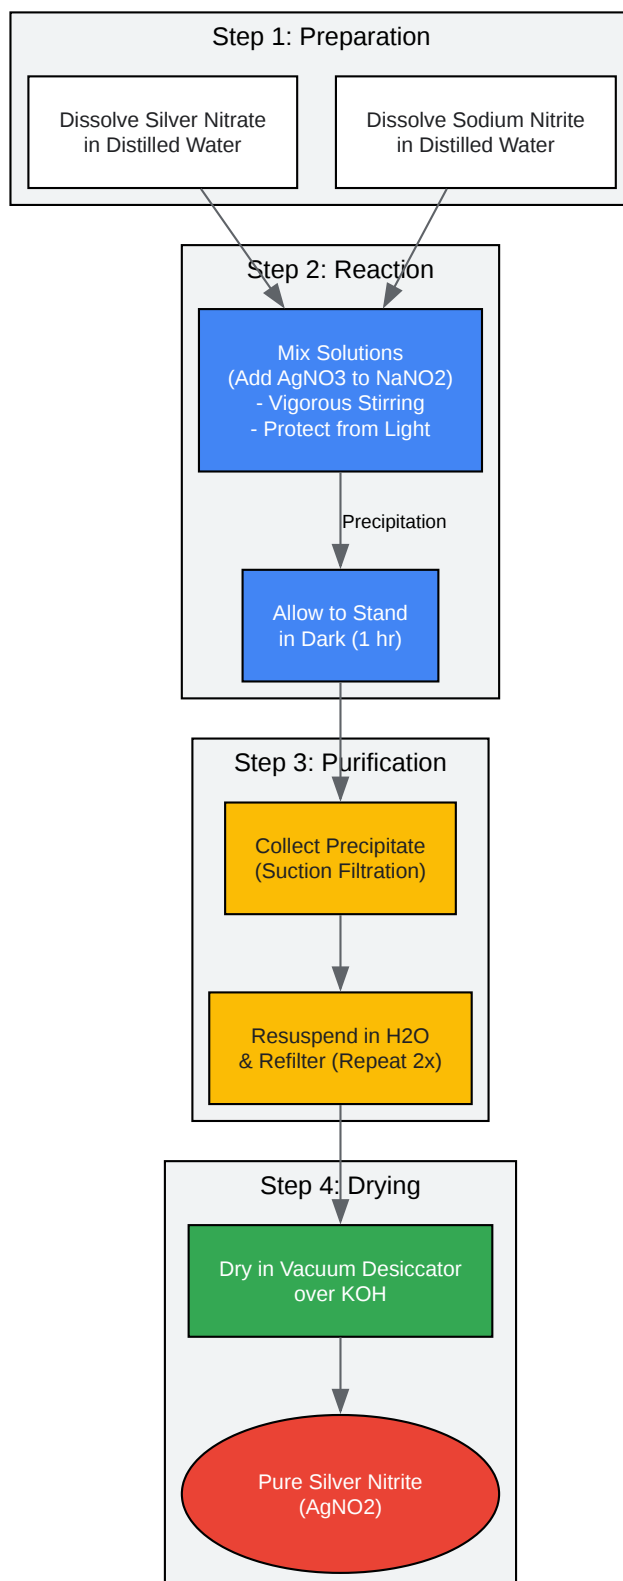 Step 1: Preparation
Dissolve Silver Nitrate
in Distilled Water
Dissolve Sodium Nitrite
in Distilled Water
Step 2: Reaction
Mix Solutions
(Add AgNO3 to NaNO2)
- Vigorous Stirring
- Protect from Light
Precipitation
Allow to Stand
in Dark (1 hr)
Step 3: Purification
Collect Precipitate
(Suction Filtration)
Resuspend in H2O
& Refilter (Repeat 2x)
Step 4: Drying
Dry in Vacuum Desiccator
over KOH
Pure Silver Nitrite
(AgNO2)